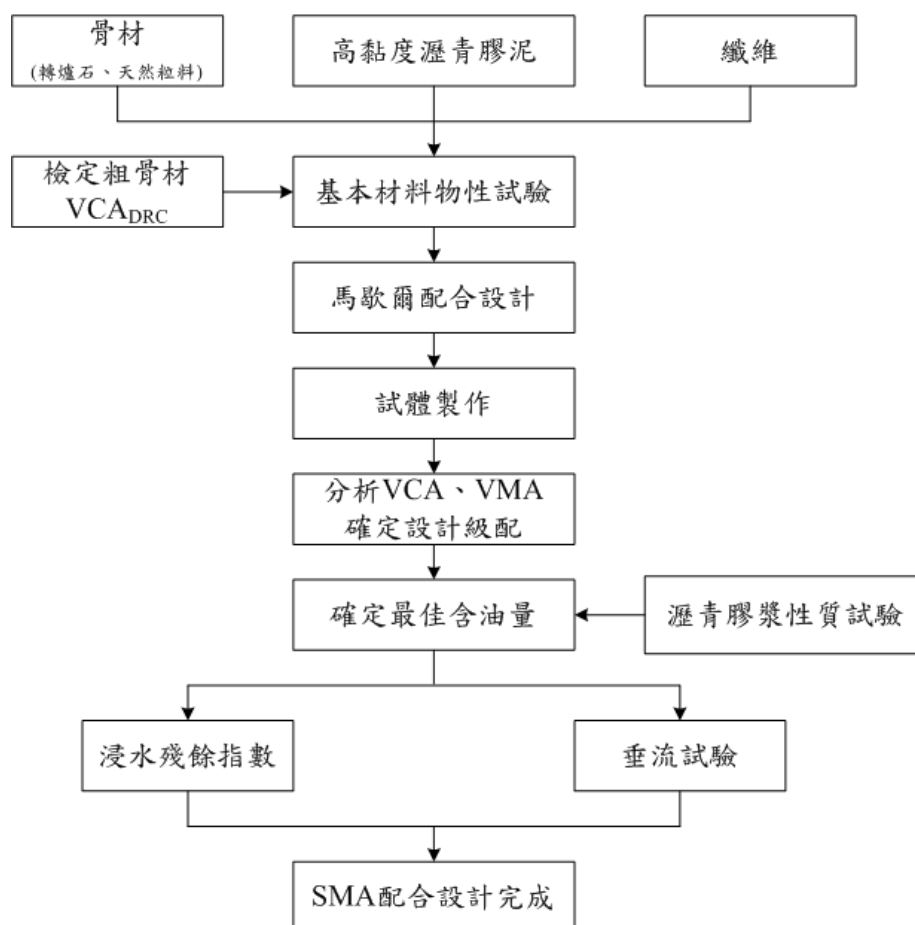 骨材
(轉爐石、天然粒料)
高黏度瀝青膠泥
纖維
檢定粗骨材
VCADRC
基本材料物性試驗
馬歇爾配合設計
試體製作
分析VCA、VMA
確定設計級配
確定最佳含油量
瀝青膠漿性質試驗
浸水殘餘指數
垂流試驗
SMA配合設計完成